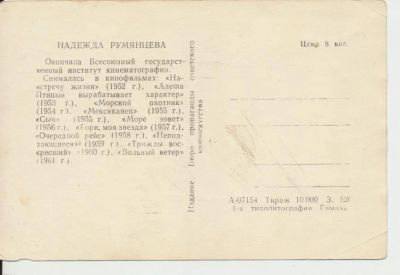 НАДЕЖДА РУМЯНЦЕВА
Окончила Всесоюзный государст-
венный институт кинематографии.
Снималась в кинофильмах: «На-
встречу жизни» (1952 г.), «Алеша
Птицын вырабатывает характер»
(1953 г.), «Морской охотник»
(1954 г.), «Мексиканец» (1955 г.),
(1955 г.), «Море зовет»
(1956 г.), «Гори, моя звезда» (1957 г.),
«Очередной рейс» (1958 г.), «Непод-
дающиеся» (1959 г.), «Трижды вос-
кресший» (1960 г.), «Вольный ветер»
(1961 г.)
Издание Бюро пропаганды советского
киноискусства
Цена 8 коп.
А-07154 Тираж 10 000 З.
1-я типолитография